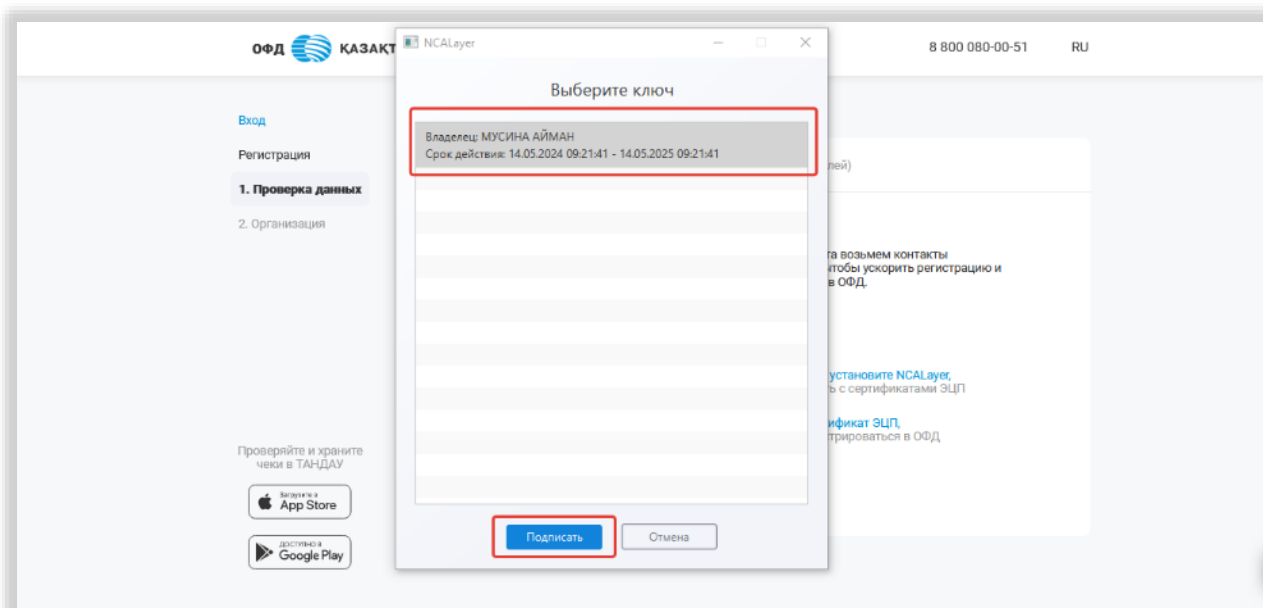 ОФД ҚАЗАҚТ
8 800 080-00-51
RU
NCALayer
Выберите ключ
Владелец: МУСИНА АЙМАН
Срок действия: 14.05.2024 09:21:41 - 14.05.2025 09:21:41
Подписать
Отмена
Вход
Регистрация
1. Проверка данных
2. Организация
Проверяйте и храните
чеки в ТАНДАУ
Загрузите в
App Store
ДОСТУПНО В
Google Play
лей)
та возьмем контакты
чтобы ускорить регистрацию и
в ОФД.
установите NCALayer,
ь с сертификатами ЭЦП
ификат ЭЦП,
трироваться в ОФД